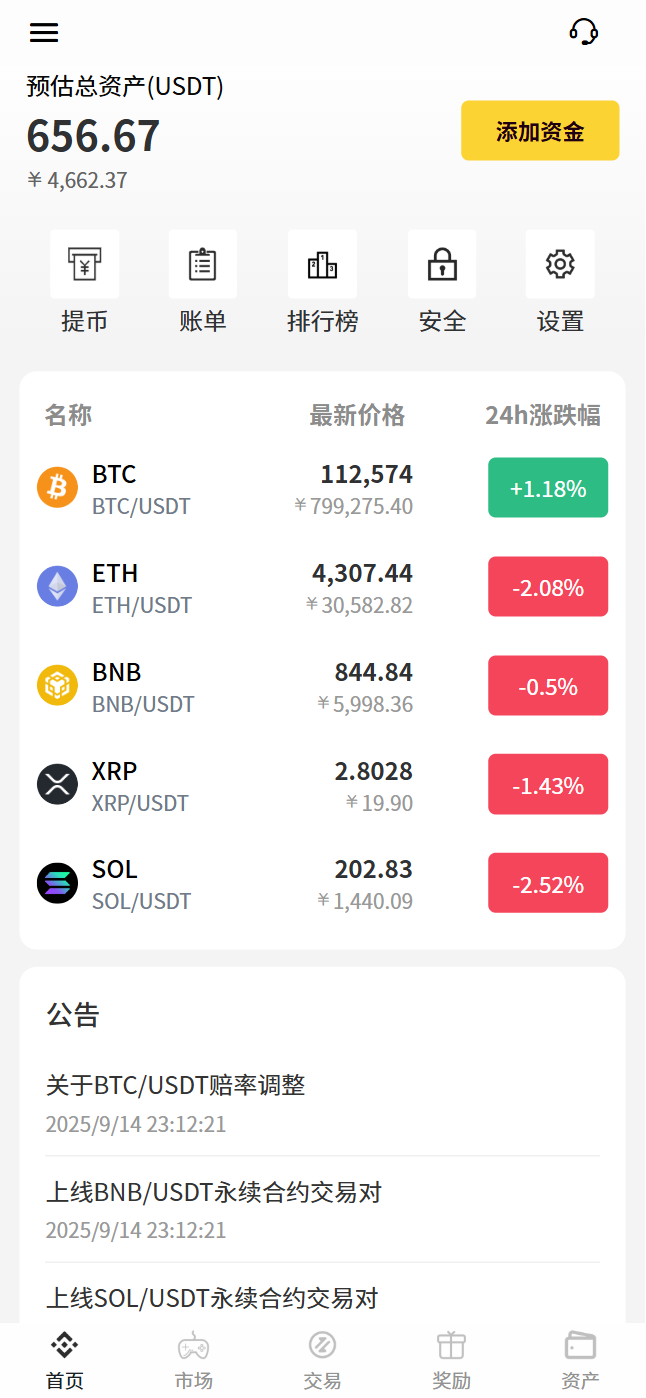 预估总资产(USDT)
656.67
添加资金
￥4,662.37
提币 账单 排行榜 安全 设置
名称 最新价格 24h涨跌幅
BTC 112,574 +1.18%
BTC/USDT ￥799,275.40
ETH 4,307.44 -2.08%
ETH/USDT ￥30,582.82
BNB 844.84 -0.5%
BNB/USDT ￥5,998.36
XRP 2.8028 -1.43%
XRP/USDT ￥19.90
SOL 202.83 -2.52%
SOL/USDT ￥1,440.09
公告
关于BTC/USDT赔率调整
2025/9/14 23:12:21
上线BNB/USDT永续合约交易对
2025/9/14 23:12:21
上线SOL/USDT永续合约交易对
首页 市场 交易 奖励 资产